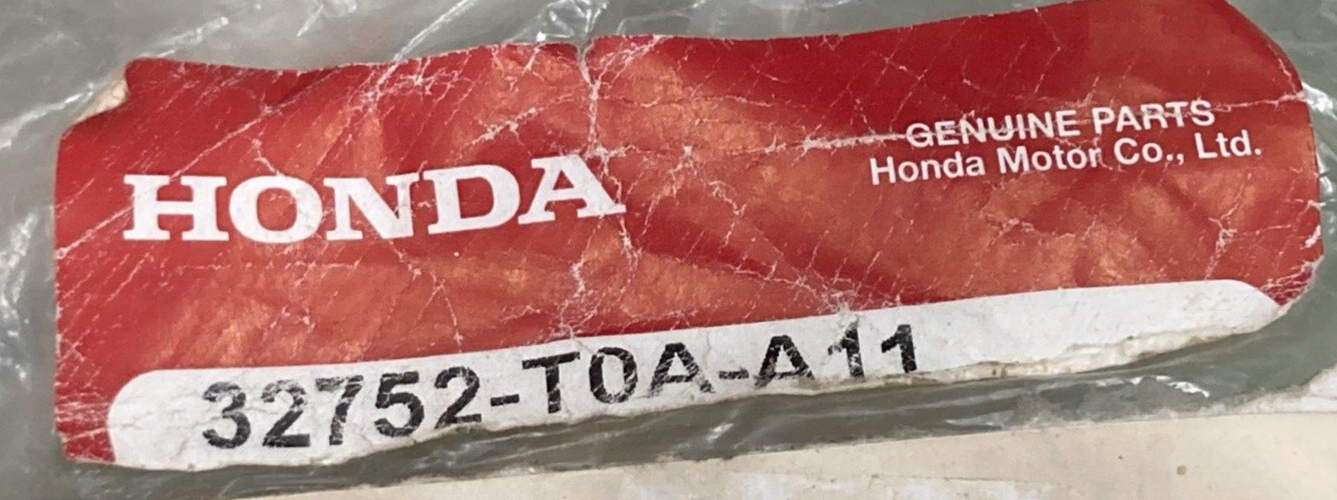 HONDA
GENUINE PARTS
Honda Motor Co., Ltd.
32752-T0A-A11